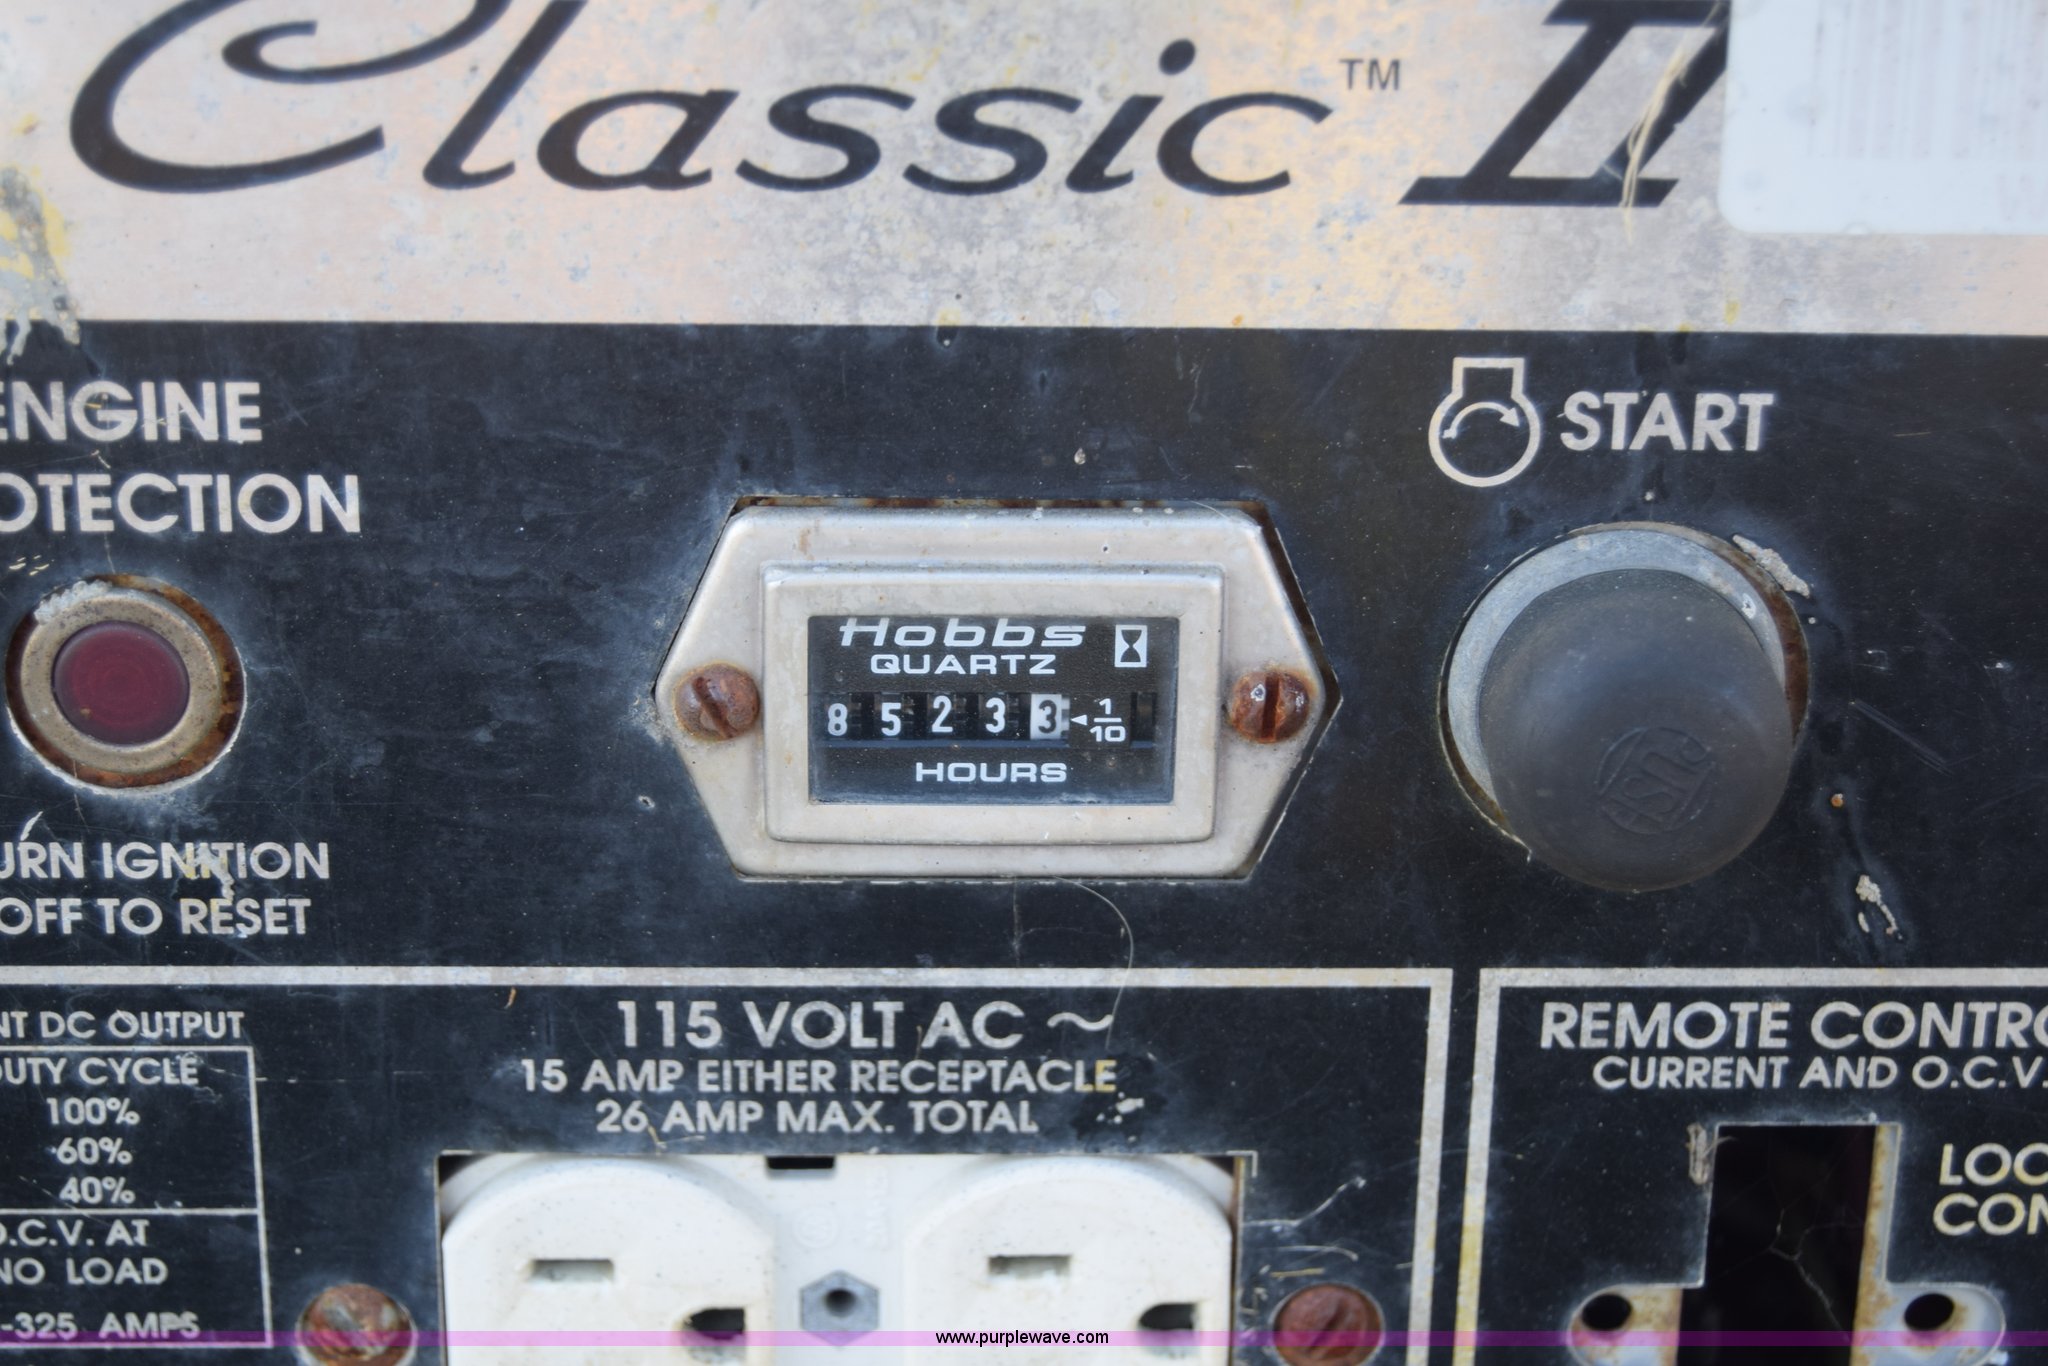 Classic™ II
ENGINE
OTECTION
START
Hobbs
QUARTZ
8 5 2 3 3 1/10
HOURS
PUSH
URN IGNITION
OFF TO RESET
NT DC OUTPUT
DUTY CYCLE
100%
60%
40%
O.C.V. AT
NO LOAD
-325 AMPS
115 VOLT AC ~
15 AMP EITHER RECEPTACLE
26 AMP MAX. TOTAL
REMOTE CONTRO
CURRENT AND O.C.V.
LOC
CON
www.purplewave.com